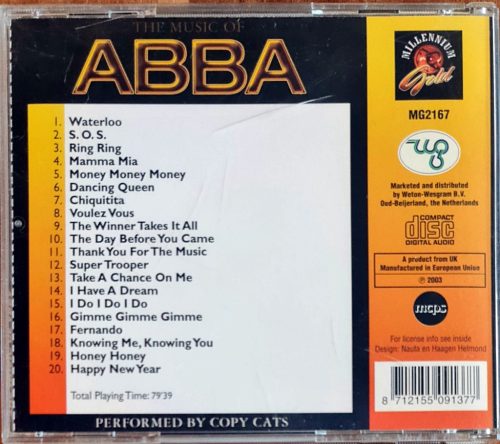 THE MUSIC OF
ABBA
1. Waterloo
2. S.O.S.
3. Ring Ring
4. Mamma Mia
5. Money Money Money
6. Dancing Queen
7. Chiquitita
8. Voulez Vous
9. The Winner Takes It All
10. The Day Before You Came
11. Thank You For The Music
12. Super Trooper
13. Take A Chance On Me
14. I Have A Dream
15. I Do I Do I Do
16. Gimme Gimme Gimme
17. Fernando
18. Knowing Me, Knowing You
19. Honey Honey
20. Happy New Year
Total Playing Time: 79'39
PERFORMED BY COPY CATS
MILLENNIUM
Gold
MG2167
Marketed and distributed
by Weton-Wesgram B.V.
Oud-Beijerland, the Netherlands
COMPACT
disc
DIGITAL AUDIO
A product from UK
Manufactured in European Union
℗ 2003
mcps
For license info see inside
Design: Nauta en Haagen Helmond
8 712155 091377